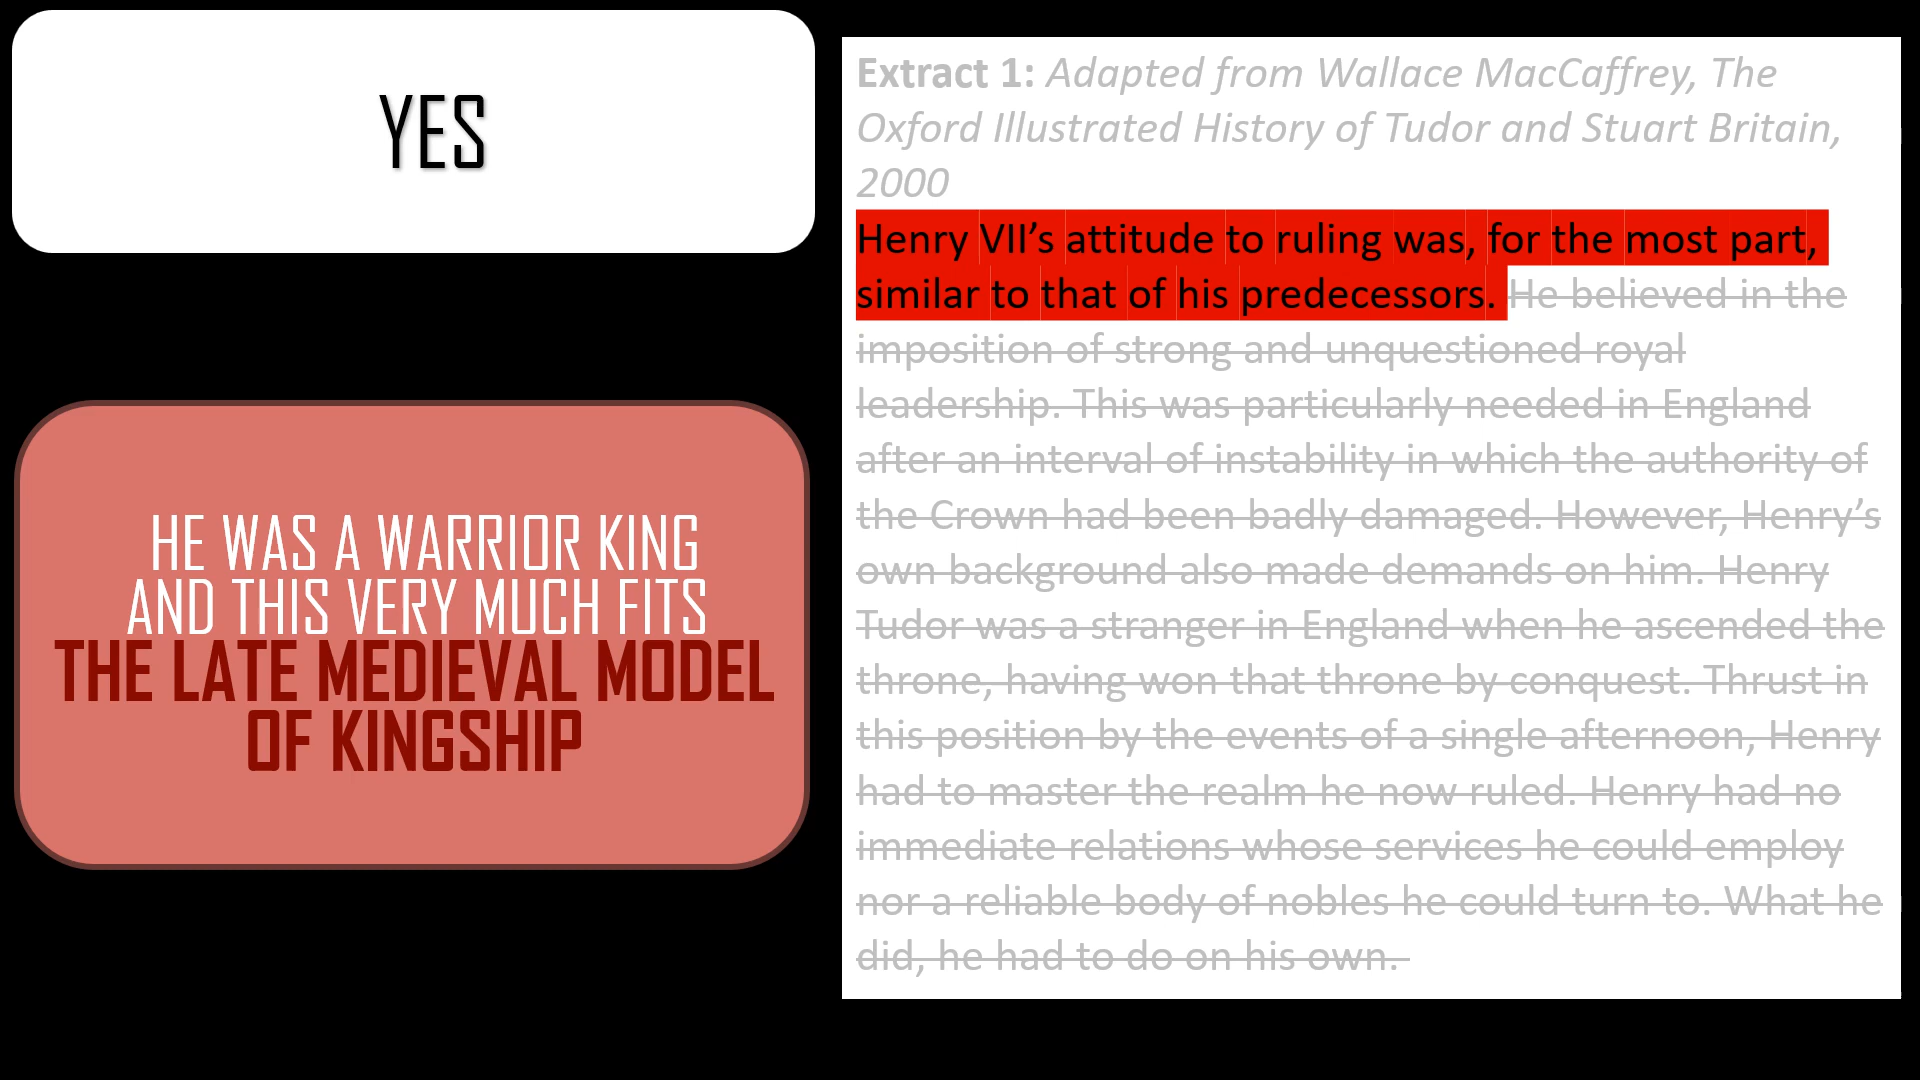 YES
HE WAS A WARRIOR KING
AND THIS VERY MUCH FITS
THE LATE MEDIEVAL MODEL
OF KINGSHIP
Extract 1: Adapted from Wallace MacCaffrey, The
Oxford Illustrated History of Tudor and Stuart Britain,
2000
Henry VII’s attitude to ruling was, for the most part,
similar to that of his predecessors. He believed in the
imposition of strong and unquestioned royal
leadership. This was particularly needed in England
after an interval of instability in which the authority of
the Crown had been badly damaged. However, Henry’s
own background also made demands on him. Henry
Tudor was a stranger in England when he ascended the
throne, having won that throne by conquest. Thrust in
this position by the events of a single afternoon, Henry
had to master the realm he now ruled. Henry had no
immediate relations whose services he could employ
nor a reliable body of nobles he could turn to. What he
did, he had to do on his own.